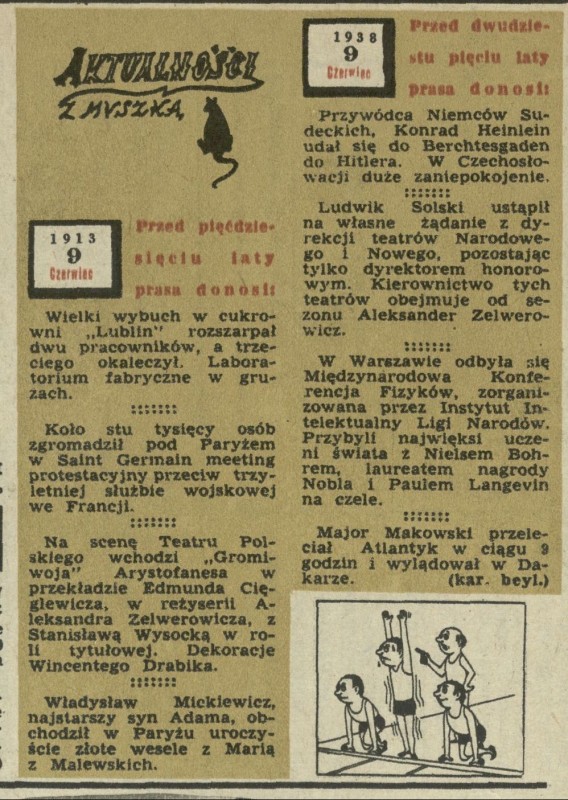 AKTUALNOŚCI
Z MYSZKĄ
1913
9
Czerwiec
Przed pięćdzie-
sięciu laty
prasa donosi:
Wielki wybuch w cukro-
wni „Lublin" rozszarpał
dwu pracowników, a trze-
ciego okaleczył. Labora-
torium fabryczne w gru-
zach.
Koło stu tysięcy osób
zgromadził pod Paryżem
w Saint Germain meeting
protestacyjny przeciw trzy-
letniej służbie wojskowej
we Francji.
Na scenę Teatru Pol-
skiego wchodzi „Gromi-
woja" Arystofanesa w
przekładzie Edmunda Cię-
glewicza, w reżyserii A-
leksandra Zelwerowicza, z
Stanisławą Wysocką w ro-
li tytułowej. Dekoracje
Wincentego Drabika.
Władysław Mickiewicz,
najstarszy syn Adama, ob-
chodził w Paryżu uroczy-
ście złote wesele z Marią
z Malewskich.
1938
9
Czerwiec
Przed dwudzie-
stu pięciu laty
prasa donosi:
Przywódca Niemców Su-
deckich, Konrad Heinlein
udał się do Berchtesgaden
do Hitlera. W Czechosło-
wacji duże zaniepokojenie.
Ludwik Solski ustąpił
na własne żądanie z dy-
rekcji teatrów Narodowe-
go i Nowego, pozostając
tylko dyrektorem honoro-
wym. Kierownictwo tych
teatrów obejmuje od se-
zonu Aleksander Zelwero-
wicz.
W Warszawie odbyła się
Międzynarodowa Konfe-
rencja Fizyków, zorgani-
zowana przez Instytut In-
telektualny Ligi Narodów.
Przybyli najwięksi ucze-
ni świata z Nielsem Boh-
rem, laureatem nagrody
Nobla i Paulem Langevin
na czele.
Major Makowski przele-
ciał Atlantyk w ciągu 9
godzin i wylądował w Da-
karze. (kar. beyl.)